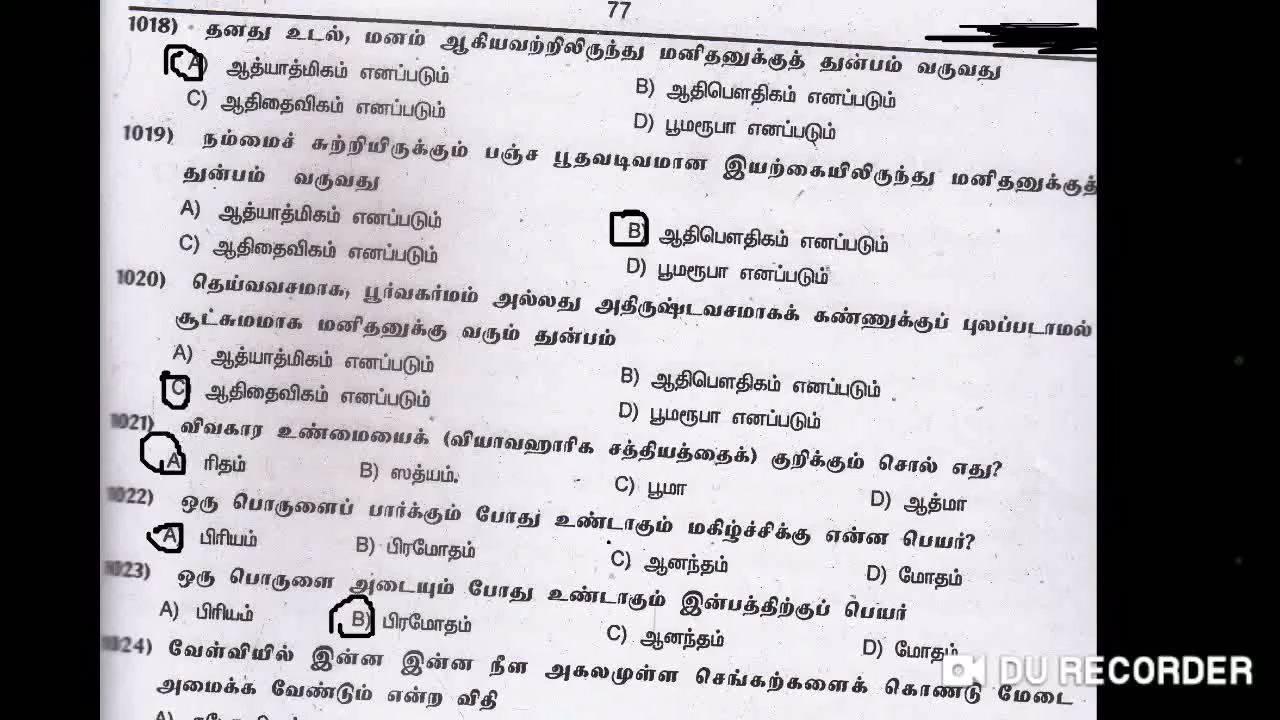 77
1018) தனது உடல், மனம் ஆகியவற்றிலிருந்து மனிதனுக்குத் துன்பம் வருவது
A) ஆத்யாத்மிகம் எனப்படும்
B) ஆதிபௌதிகம் எனப்படும்
C) ஆதிதைவிகம் எனப்படும்
D) பூமரூபா எனப்படும்
1019) நம்மைச் சுற்றியிருக்கும் பஞ்ச பூதவடிவமான இயற்கையிலிருந்து மனிதனுக்குத்
துன்பம் வருவது
A) ஆத்யாத்மிகம் எனப்படும்
B) ஆதிபௌதிகம் எனப்படும்
C) ஆதிதைவிகம் எனப்படும்
D) பூமரூபா எனப்படும்
1020) தெய்வவசமாக, பூர்வகர்மம் அல்லது அதிருஷ்டவசமாகக் கண்ணுக்குப் புலப்படாமல்
சூட்சுமமாக மனிதனுக்கு வரும் துன்பம்
A) ஆத்யாத்மிகம் எனப்படும்
B) ஆதிபௌதிகம் எனப்படும்
C ஆதிதைவிகம் எனப்படும்
D) பூமரூபா எனப்படும்
1021) விவகார உண்மையைக் (வியாவஹாரிக சத்தியத்தைக்) குறிக்கும் சொல் எது?
A ரிதம் B) ஸத்யம். C) பூமா D) ஆத்மா
1022) ஒரு பொருளைப் பார்க்கும் போது உண்டாகும் மகிழ்ச்சிக்கு என்ன பெயர்?
A பிரியம் B) பிரமோதம் C) ஆனந்தம் D) மோதம்
1023) ஒரு பொருளை அடையும் போது உண்டாகும் இன்பத்திற்குப் பெயர்
A) பிரியம் B) பிரமோதம் C) ஆனந்தம் D) மோதம்
1024) வேள்வியில் இன்ன இன்ன நீள அகலமுள்ள செங்கற்களைக் கொண்டு மேடை
அமைக்க வேண்டும் என்ற விதி
DU RECORDER